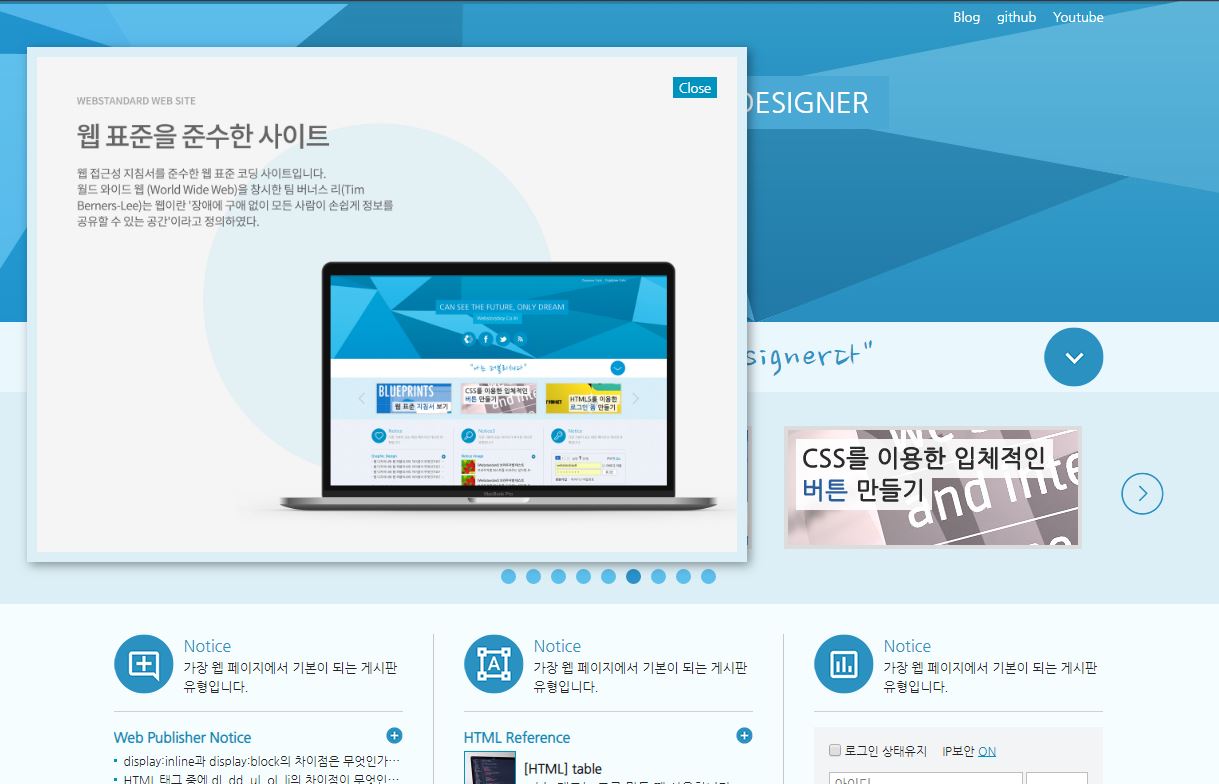 Blog github Youtube
Close
WEBSTANDARD WEB SITE
DESIGNER
웹 표준을 준수한 사이트
웹 접근성 지침서를 준수한 웹 표준 코딩 사이트입니다.
월드 와이드 웹 (World Wide Web)을 창시한 팀 버너스 리(Tim
Berners-Lee)는 웹이란 '장애에 구애 없이 모든 사람이 손쉽게 정보를
공유할 수 있는 공간'이라고 정의하였다.
CAN SEE THE FUTURE, ONLY DREAM
signer다"
BLUEPRINTS
웹 표준 지침서 보기
CSS를 이용한 입체적인
버튼 만들기
HTML5를 이용한
로그인 폼 만들기
Notice
Notice
MacBook Pro
CSS를 이용한 입체적인
버튼 만들기
and inte
Notice
가장 웹 페이지에서 기본이 되는 게시판
유형입니다.
Notice
가장 웹 페이지에서 기본이 되는 게시판
유형입니다.
Notice
가장 웹 페이지에서 기본이 되는 게시판
유형입니다.
Web Publisher Notice
display:inline과 display:block의 차이점은 무엇인가…
HTML 태그 중에 dl, dd, ul, ol, li의 차이점이 무엇인…
HTML Reference
[HTML] table
로그인 상태유지 IP보안 ON
아이디